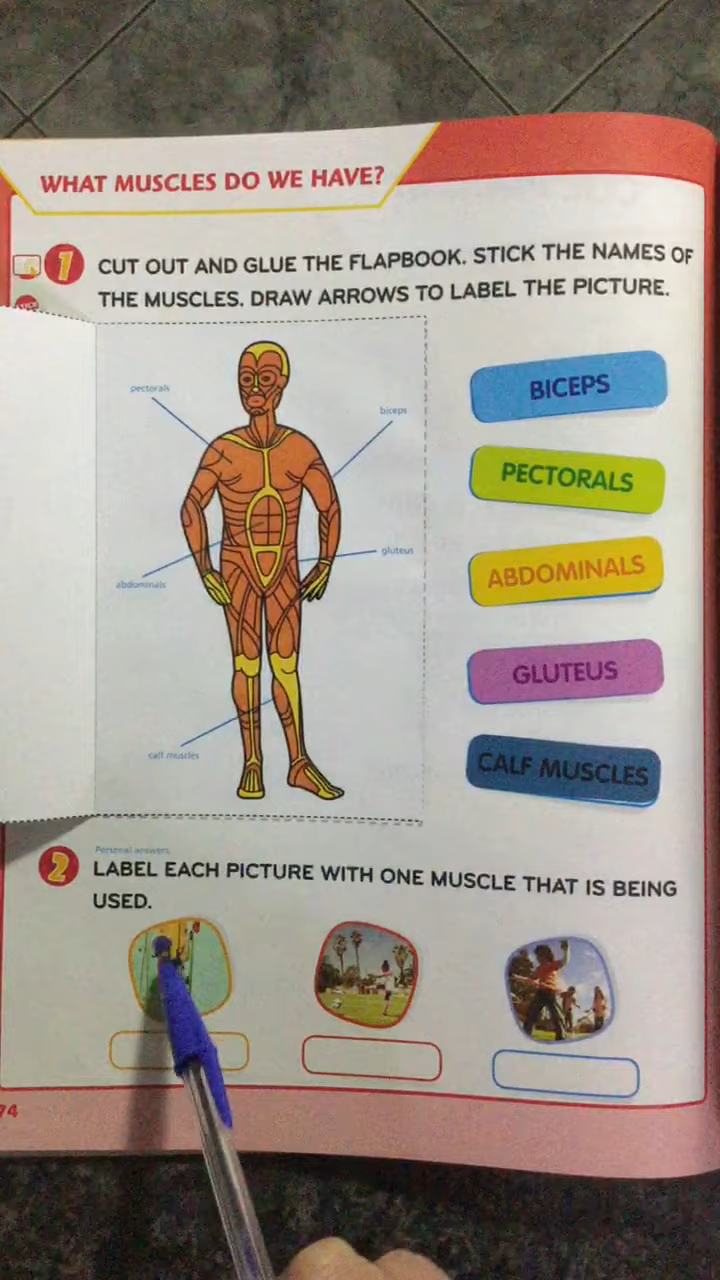 WHAT MUSCLES DO WE HAVE?
1 CUT OUT AND GLUE THE FLAPBOOK. STICK THE NAMES OF
THE MUSCLES. DRAW ARROWS TO LABEL THE PICTURE.
pectorals
biceps
gluteus
abdominals
calf muscles
BICEPS
PECTORALS
ABDOMINALS
GLUTEUS
CALF MUSCLES
Personal answers.
2 LABEL EACH PICTURE WITH ONE MUSCLE THAT IS BEING
USED.
74